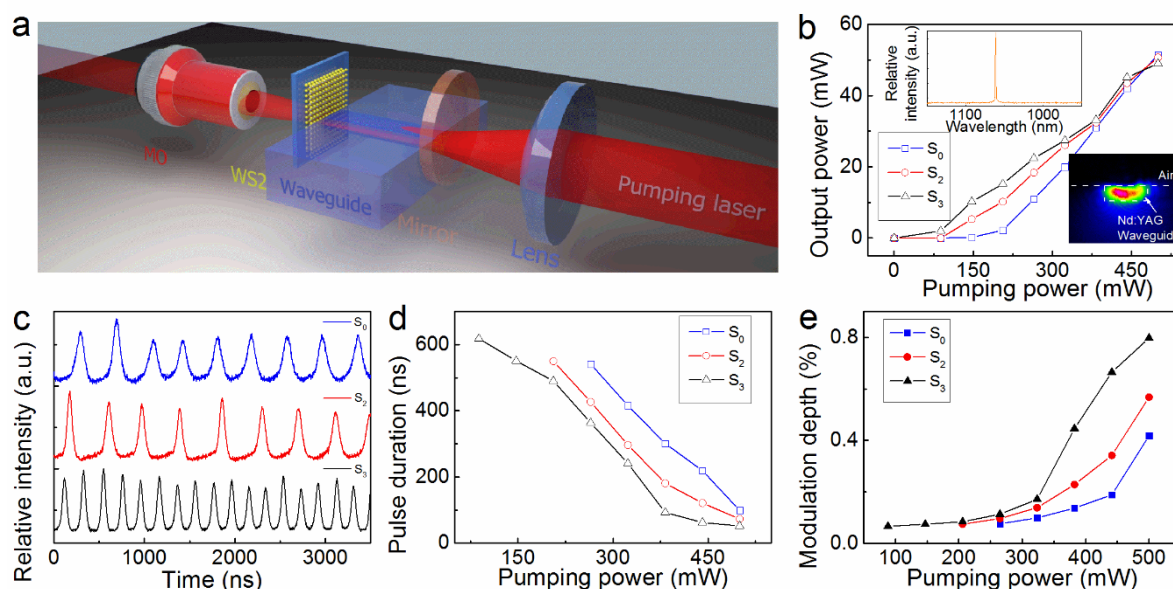 a
MO
WS2
Waveguide
Mirror
Lens
Pumping laser
b
Output power (mW)
60
40
20
0
0
150
300
450
Pumping power (mW)
Relative
intensity (a.u.)
1100
1000
Wavelength (nm)
S0
S2
S3
Air
Nd:YAG
Waveguid
c
Relative intensity (a.u.)
S0
S2
S3
0
1000
2000
3000
Time (ns)
d
Pulse duration (ns)
600
400
200
0
150
300
450
Pumping power (mW)
S0
S2
S3
e
Modulation depth (%)
0.8
0.4
0.0
100
200
300
400
500
Pumping power (mW)
S0
S2
S3